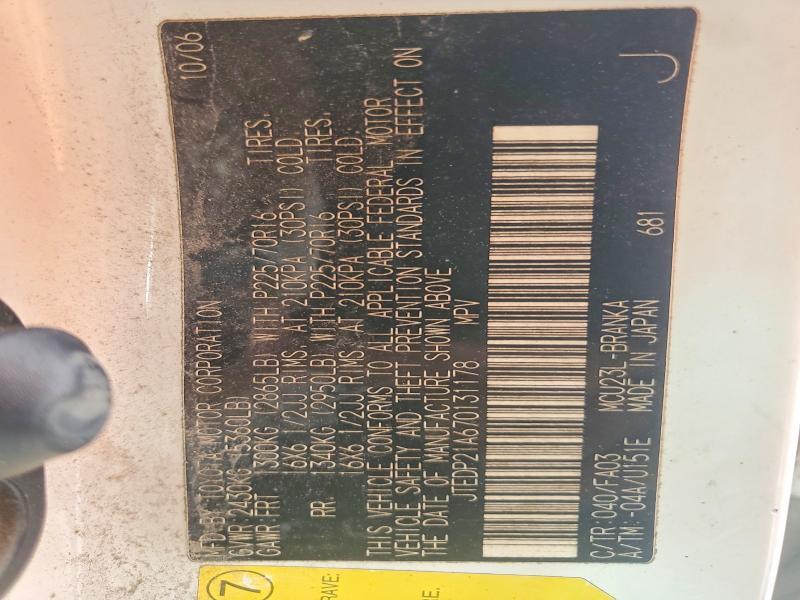 MFD. BY: TOYOTA MOTOR CORPORATION 10/06
GVWR 2430KG (5360LB)
GAWR FRT 1300KG (2865LB) WITH P225/70R16 TIRES,
16X6 1/2JJ RIMS, AT 210KPA (30PSI) COLD.
RR. 1340KG (2950LB) WITH P225/70R16 TIRES,
16X6 1/2JJ RIMS, AT 210KPA (30PSI) COLD.
THIS VEHICLE CONFORMS TO ALL APPLICABLE FEDERAL MOTOR
VEHICLE SAFETY AND THEFT PREVENTION STANDARDS IN EFFECT ON
THE DATE OF MANUFACTURE SHOWN ABOVE.
JTEDP21A670131178 MPV
C/TR:040/FA03 MCU23L-BRANKA
A/TM:-04A/U151E MADE IN JAPAN 681
J
7